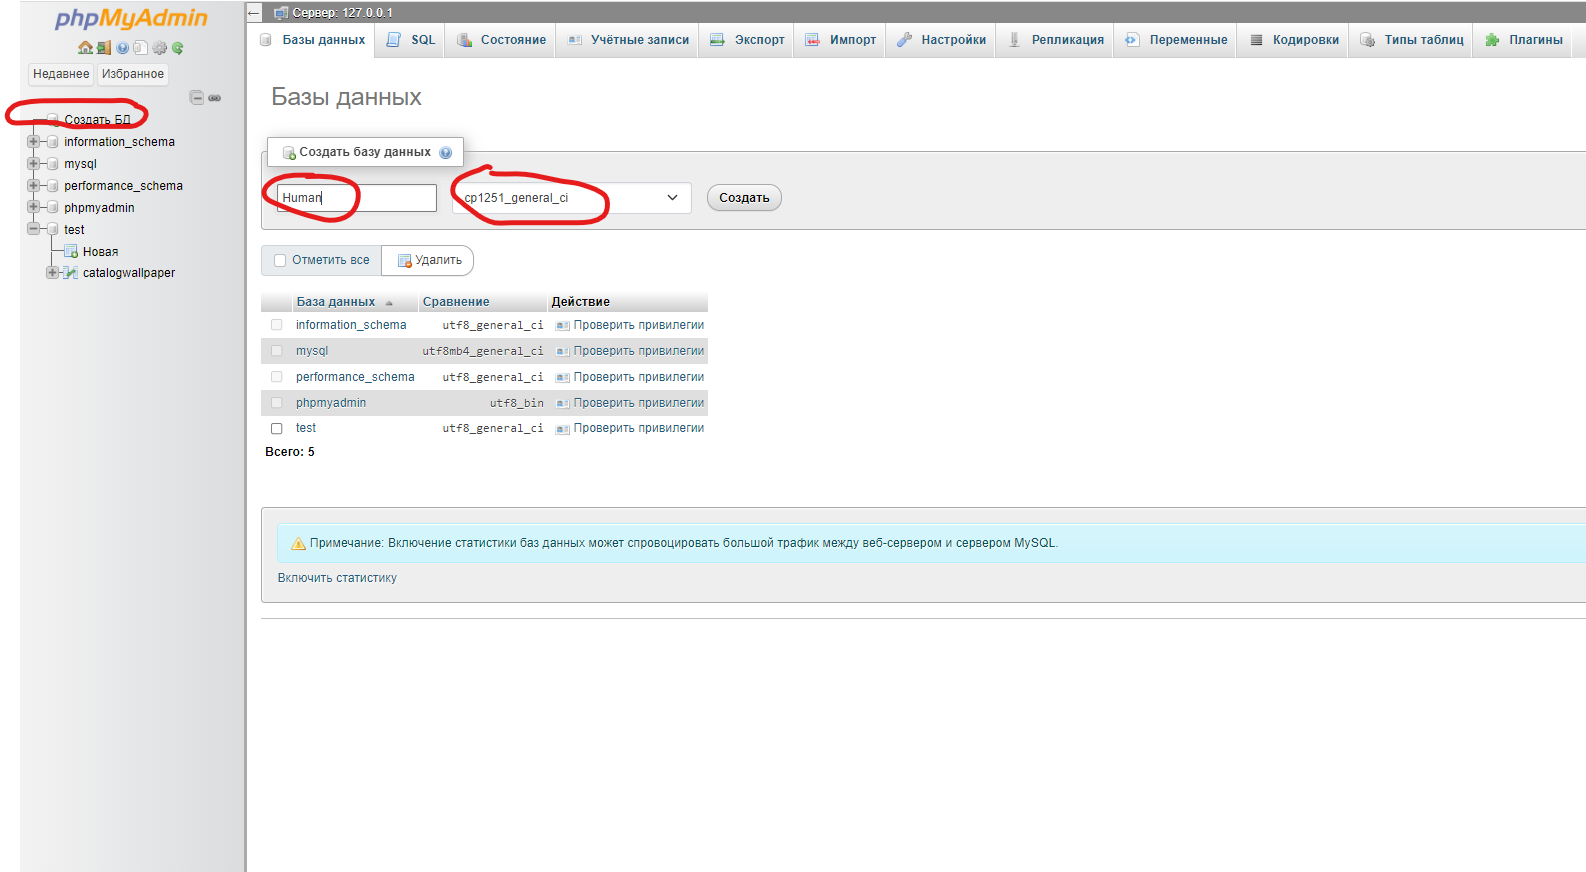 phpMyAdmin
Недавнее Избранное
Создать БД
information_schema
mysql
performance_schema
phpmyadmin
test
Новая
catalogwallpaper
Сервер: 127.0.0.1
Базы данных SQL Состояние Учётные записи Экспорт Импорт Настройки Репликация Переменные Кодировки Типы таблиц Плагины
Базы данных
Создать базу данных
Human cp1251_general_ci Создать
Отметить все Удалить
База данных Сравнение Действие
information_schema utf8_general_ci Проверить привилегии
mysql utf8mb4_general_ci Проверить привилегии
performance_schema utf8_general_ci Проверить привилегии
phpmyadmin utf8_bin Проверить привилегии
test utf8_general_ci Проверить привилегии
Всего: 5
Примечание: Включение статистики баз данных может спровоцировать большой трафик между веб-сервером и сервером MySQL.
Включить статистику